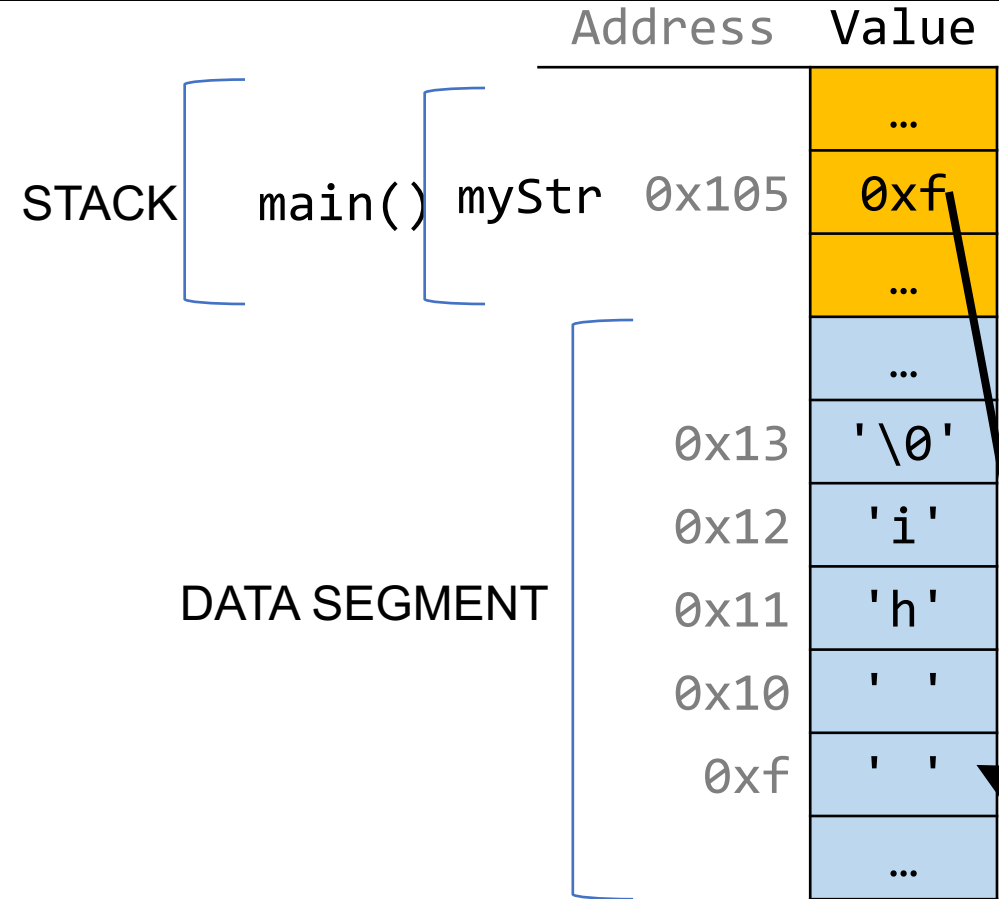 Address Value
…
STACK main() myStr 0x105 0xf
…
…
0x13 '\0'
0x12 'i'
DATA SEGMENT 0x11 'h'
0x10 ' '
0xf ' '
…